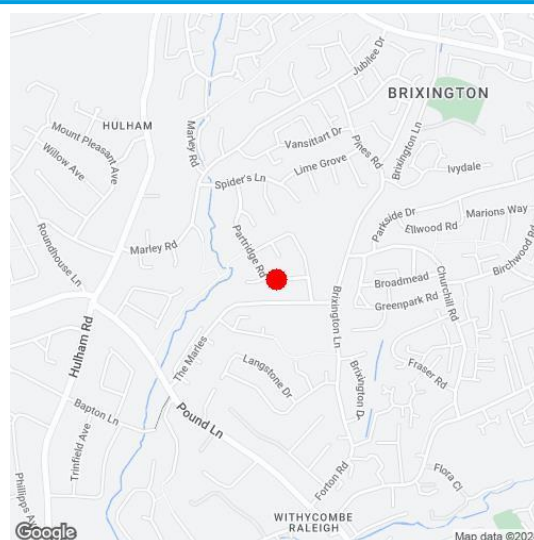 Jubilee Dr
BRIXINGTON
HULHAM
Mount Pleasant Ave
Willow Ave
Marley Rd
Vansittart Dr
Lime Grove
Pines Rd
Brixington Ln
Ivydale
Spider's Ln
Parkside Dr
Ellwood Rd
Marions Way
Roundhouse Ln
Marley Rd
Partridge Rd
Birchwood Rd
Broadmead
Churchill Rd
Greenpark Rd
Hulham Rd
The Marles
Brixington Ln
Langstone Dr
Brixington D
Fraser Rd
Bapton Ln
Pound Ln
Trinfield Ave
Forton Rd
Flora Cl
Phillipps Av
WITHYCOMBE
RALEIGH
Google
Map data ©202